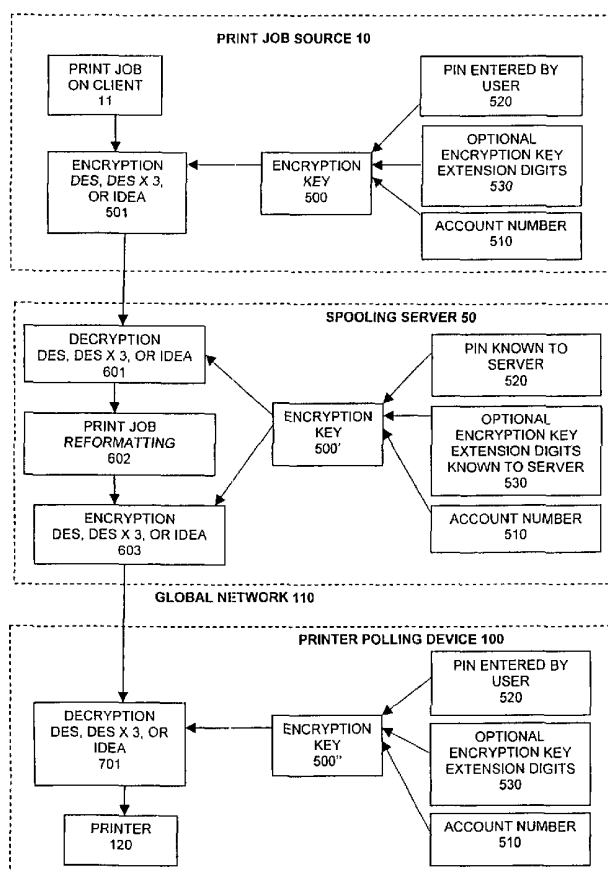 PRINT JOB SOURCE 10
PRINT JOB
ON CLIENT
11
ENCRYPTION
DES, DES X 3,
OR IDEA
501
ENCRYPTION
KEY
500
PIN ENTERED BY
USER
520
OPTIONAL
ENCRYPTION KEY
EXTENSION DIGITS
530
ACCOUNT NUMBER
510
SPOOLING SERVER 50
DECRYPTION
DES, DES X 3, OR IDEA
601
PRINT JOB
REFORMATTING
602
ENCRYPTION
DES, DES X 3, OR IDEA
603
ENCRYPTION
KEY
500'
PIN KNOWN TO
SERVER
520
OPTIONAL
ENCRYPTION KEY
EXTENSION DIGITS
KNOWN TO SERVER
530
ACCOUNT NUMBER
510
GLOBAL NETWORK 110
PRINTER POLLING DEVICE 100
DECRYPTION
DES, DES X 3, OR
IDEA
701
PRINTER
120
ENCRYPTION
KEY
500"
PIN ENTERED BY
USER
520
OPTIONAL
ENCRYPTION KEY
EXTENSION DIGITS
530
ACCOUNT NUMBER
510